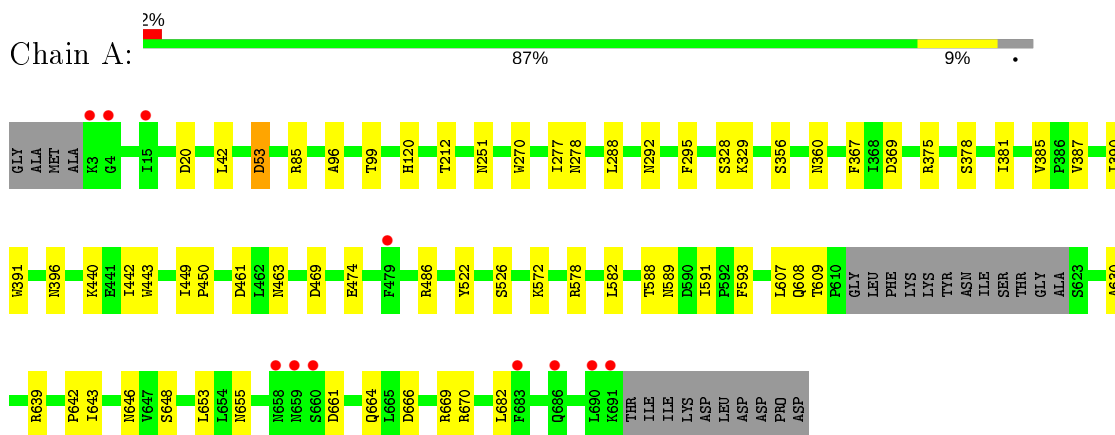 2%
Chain A:
87% 9% •
GLY ALA MET ALA K3 G4 I15 D20 L42 D53 R85 A96 T99 H120 T212 N251 W270 I277 N278 L288 N292 F295 S328 K329 S356 N360 F367 I368 D369 R375 S378 I381 V385 P386 V387
W391 N396 K440 E441 I442 W443 I449 P450 D461 L462 N463 D469 E474 F479 R486 Y522 S526 K572 R578 L582 T588 N589 D590 I591 P592 F593 L607 Q608 T609 P610 GLY LEU PHE LYS LYS TYR ASN ILE SER THR GLY ALA S623 A630
R639 P642 I643 N646 V647 S648 L653 L654 N655 N658 N659 S660 D661 Q664 L665 D666 R669 R670 L682 F683 Q686 L690 K691 THR ILE ILE LYS ASP LEU ASP ASP PRO ASP